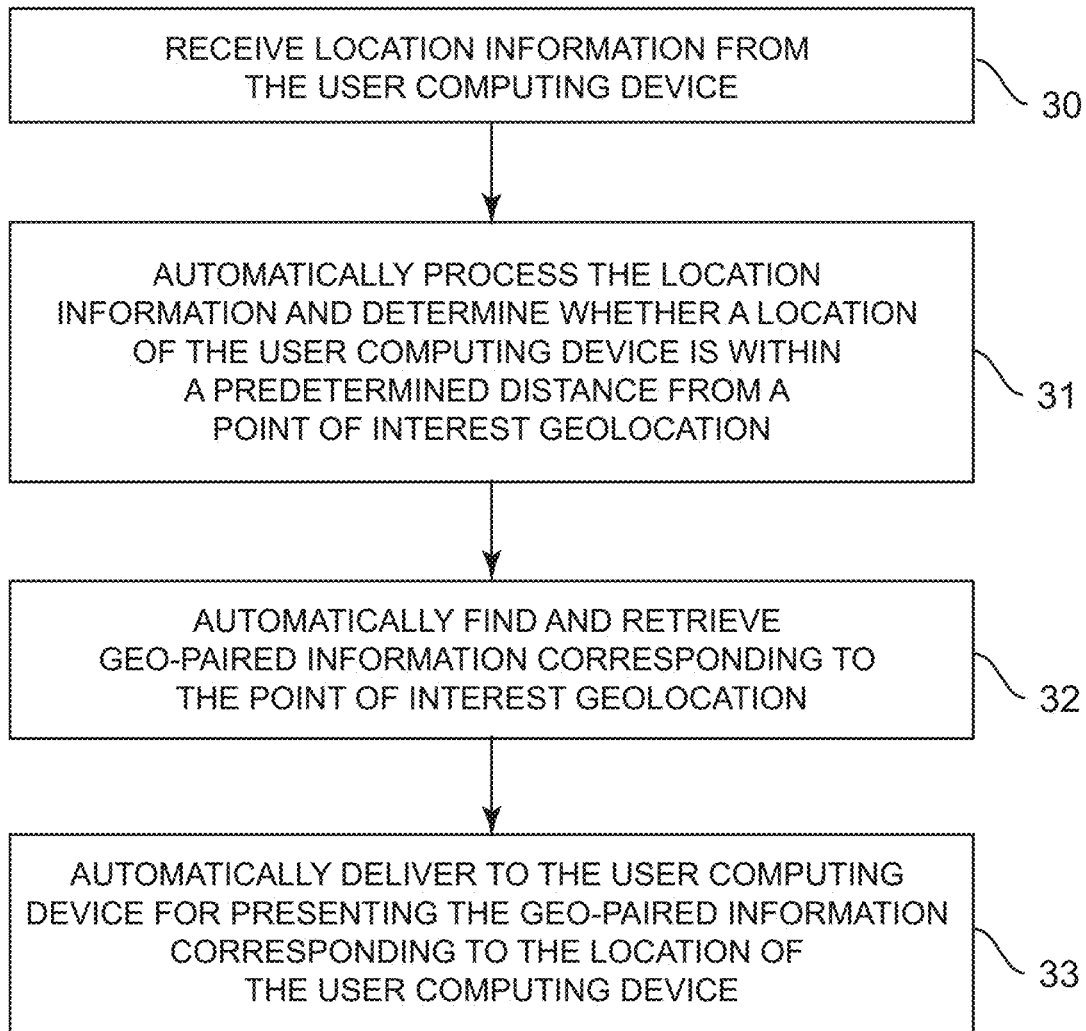 RECEIVE LOCATION INFORMATION FROM
THE USER COMPUTING DEVICE
30
AUTOMATICALLY PROCESS THE LOCATION
INFORMATION AND DETERMINE WHETHER A LOCATION
OF THE USER COMPUTING DEVICE IS WITHIN
A PREDETERMINED DISTANCE FROM A
POINT OF INTEREST GEOLOCATION
31
AUTOMATICALLY FIND AND RETRIEVE
GEO-PAIRED INFORMATION CORRESPONDING TO
THE POINT OF INTEREST GEOLOCATION
32
AUTOMATICALLY DELIVER TO THE USER COMPUTING
DEVICE FOR PRESENTING THE GEO-PAIRED INFORMATION
CORRESPONDING TO THE LOCATION OF
THE USER COMPUTING DEVICE
33